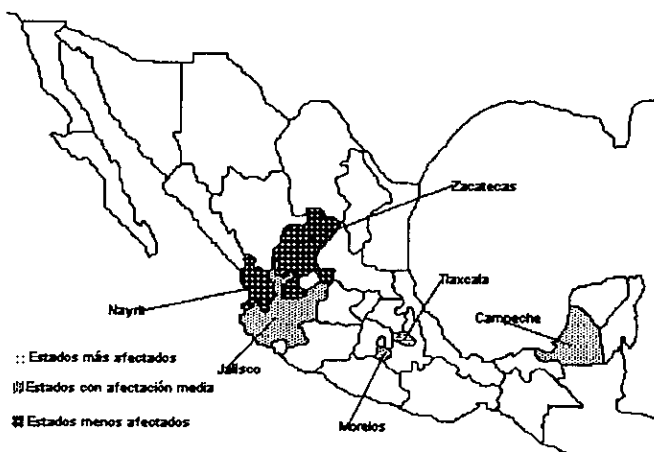 Zacatecas
Tlaxcala
Nayrit
Campeche
Estados más afectados
Jalisco
Estados con afectación media
Estados menos afectados
Morelos